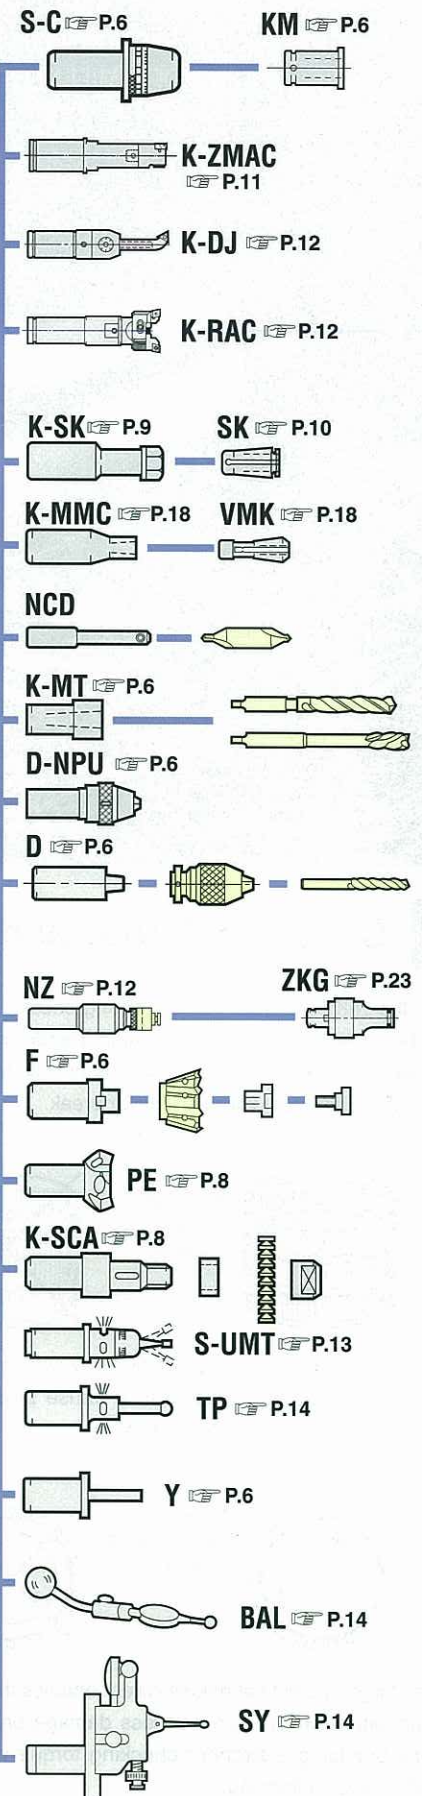 S-C ☞ P.6 KM ☞ P.6
K-ZMAC
☞ P.11
K-DJ ☞ P.12
K-RAC ☞ P.12
K-SK ☞ P.9 SK ☞ P.10
K-MMC ☞ P.18 VMK ☞ P.18
NCD
K-MT ☞ P.6
D-NPU ☞ P.6
D ☞ P.6
NZ ☞ P.12 ZKG ☞ P.23
F ☞ P.6
PE ☞ P.8
K-SCA ☞ P.8
S-UMT ☞ P.13
TP ☞ P.14
Y ☞ P.6
BAL ☞ P.14
SY ☞ P.14